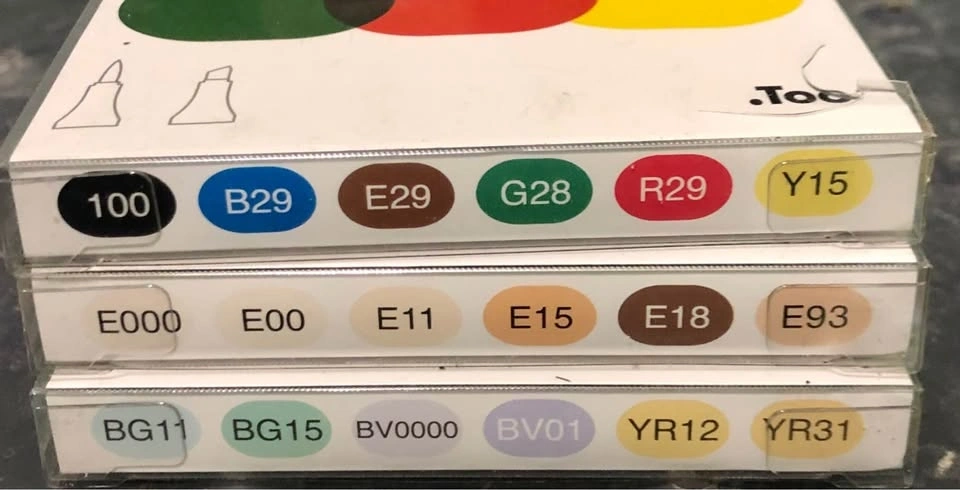 .Too
100 B29 E29 G28 R29 Y15
E000 E00 E11 E15 E18 E93
BG11 BG15 BV0000 BV01 YR12 YR31